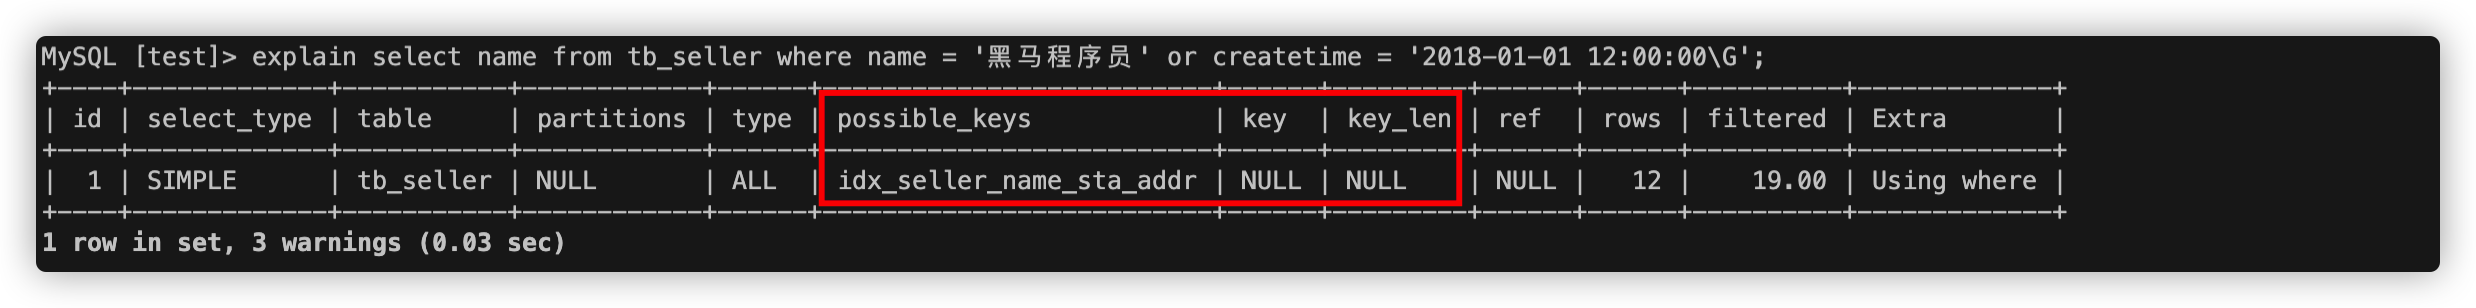 MySQL [test]> explain select name from tb_seller where name = '黑马程序员' or createtime = '2018-01-01 12:00:00\G';
+----+-------------+-----------+------------+------+--------------------------+------+---------+------+------+----------+-------------+
| id | select_type | table     | partitions | type | possible_keys            | key  | key_len | ref  | rows | filtered | Extra       |
+----+-------------+-----------+------------+------+--------------------------+------+---------+------+------+----------+-------------+
|  1 | SIMPLE      | tb_seller | NULL       | ALL  | idx_seller_name_sta_addr | NULL | NULL    | NULL |   12 |    19.00 | Using where |
+----+-------------+-----------+------------+------+--------------------------+------+---------+------+------+----------+-------------+
1 row in set, 3 warnings (0.03 sec)